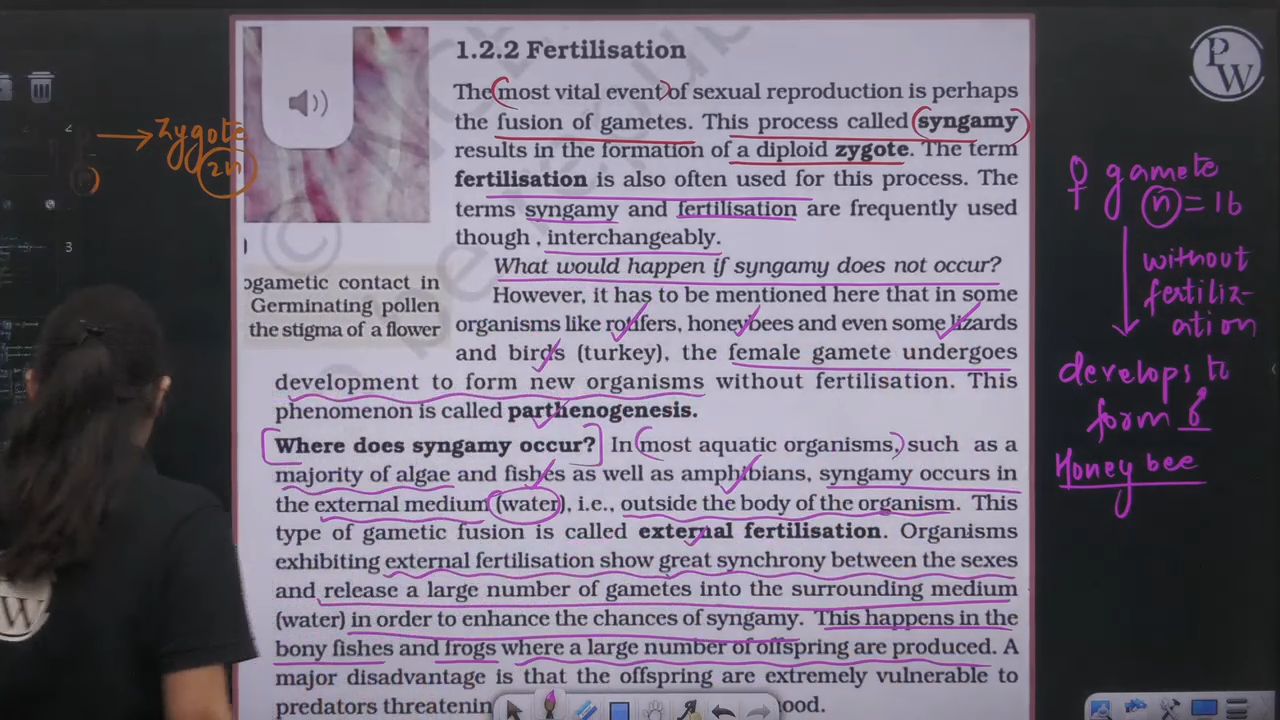 1.2.2 Fertilisation
The most vital event of sexual reproduction is perhaps
the fusion of gametes. This process called syngamy
results in the formation of a diploid zygote. The term
fertilisation is also often used for this process. The
terms syngamy and fertilisation are frequently used
though , interchangeably.
What would happen if syngamy does not occur?
However, it has to be mentioned here that in some
organisms like rotifers, honeybees and even some lizards
and birds (turkey), the female gamete undergoes
development to form new organisms without fertilisation. This
phenomenon is called parthenogenesis.
Where does syngamy occur? In most aquatic organisms, such as a
majority of algae and fishes as well as amphibians, syngamy occurs in
the external medium (water), i.e., outside the body of the organism. This
type of gametic fusion is called external fertilisation. Organisms
exhibiting external fertilisation show great synchrony between the sexes
and release a large number of gametes into the surrounding medium
(water) in order to enhance the chances of syngamy. This happens in the
bony fishes and frogs where a large number of offspring are produced. A
major disadvantage is that the offspring are extremely vulnerable to
predators threatenin
ood.
ogametic contact in
Germinating pollen
the stigma of a flower
→ Zygote
2n
3
♀ gamete
n = 16
without
fertiliz-
ation
develops to
form ♂
Honey bee
PW
W